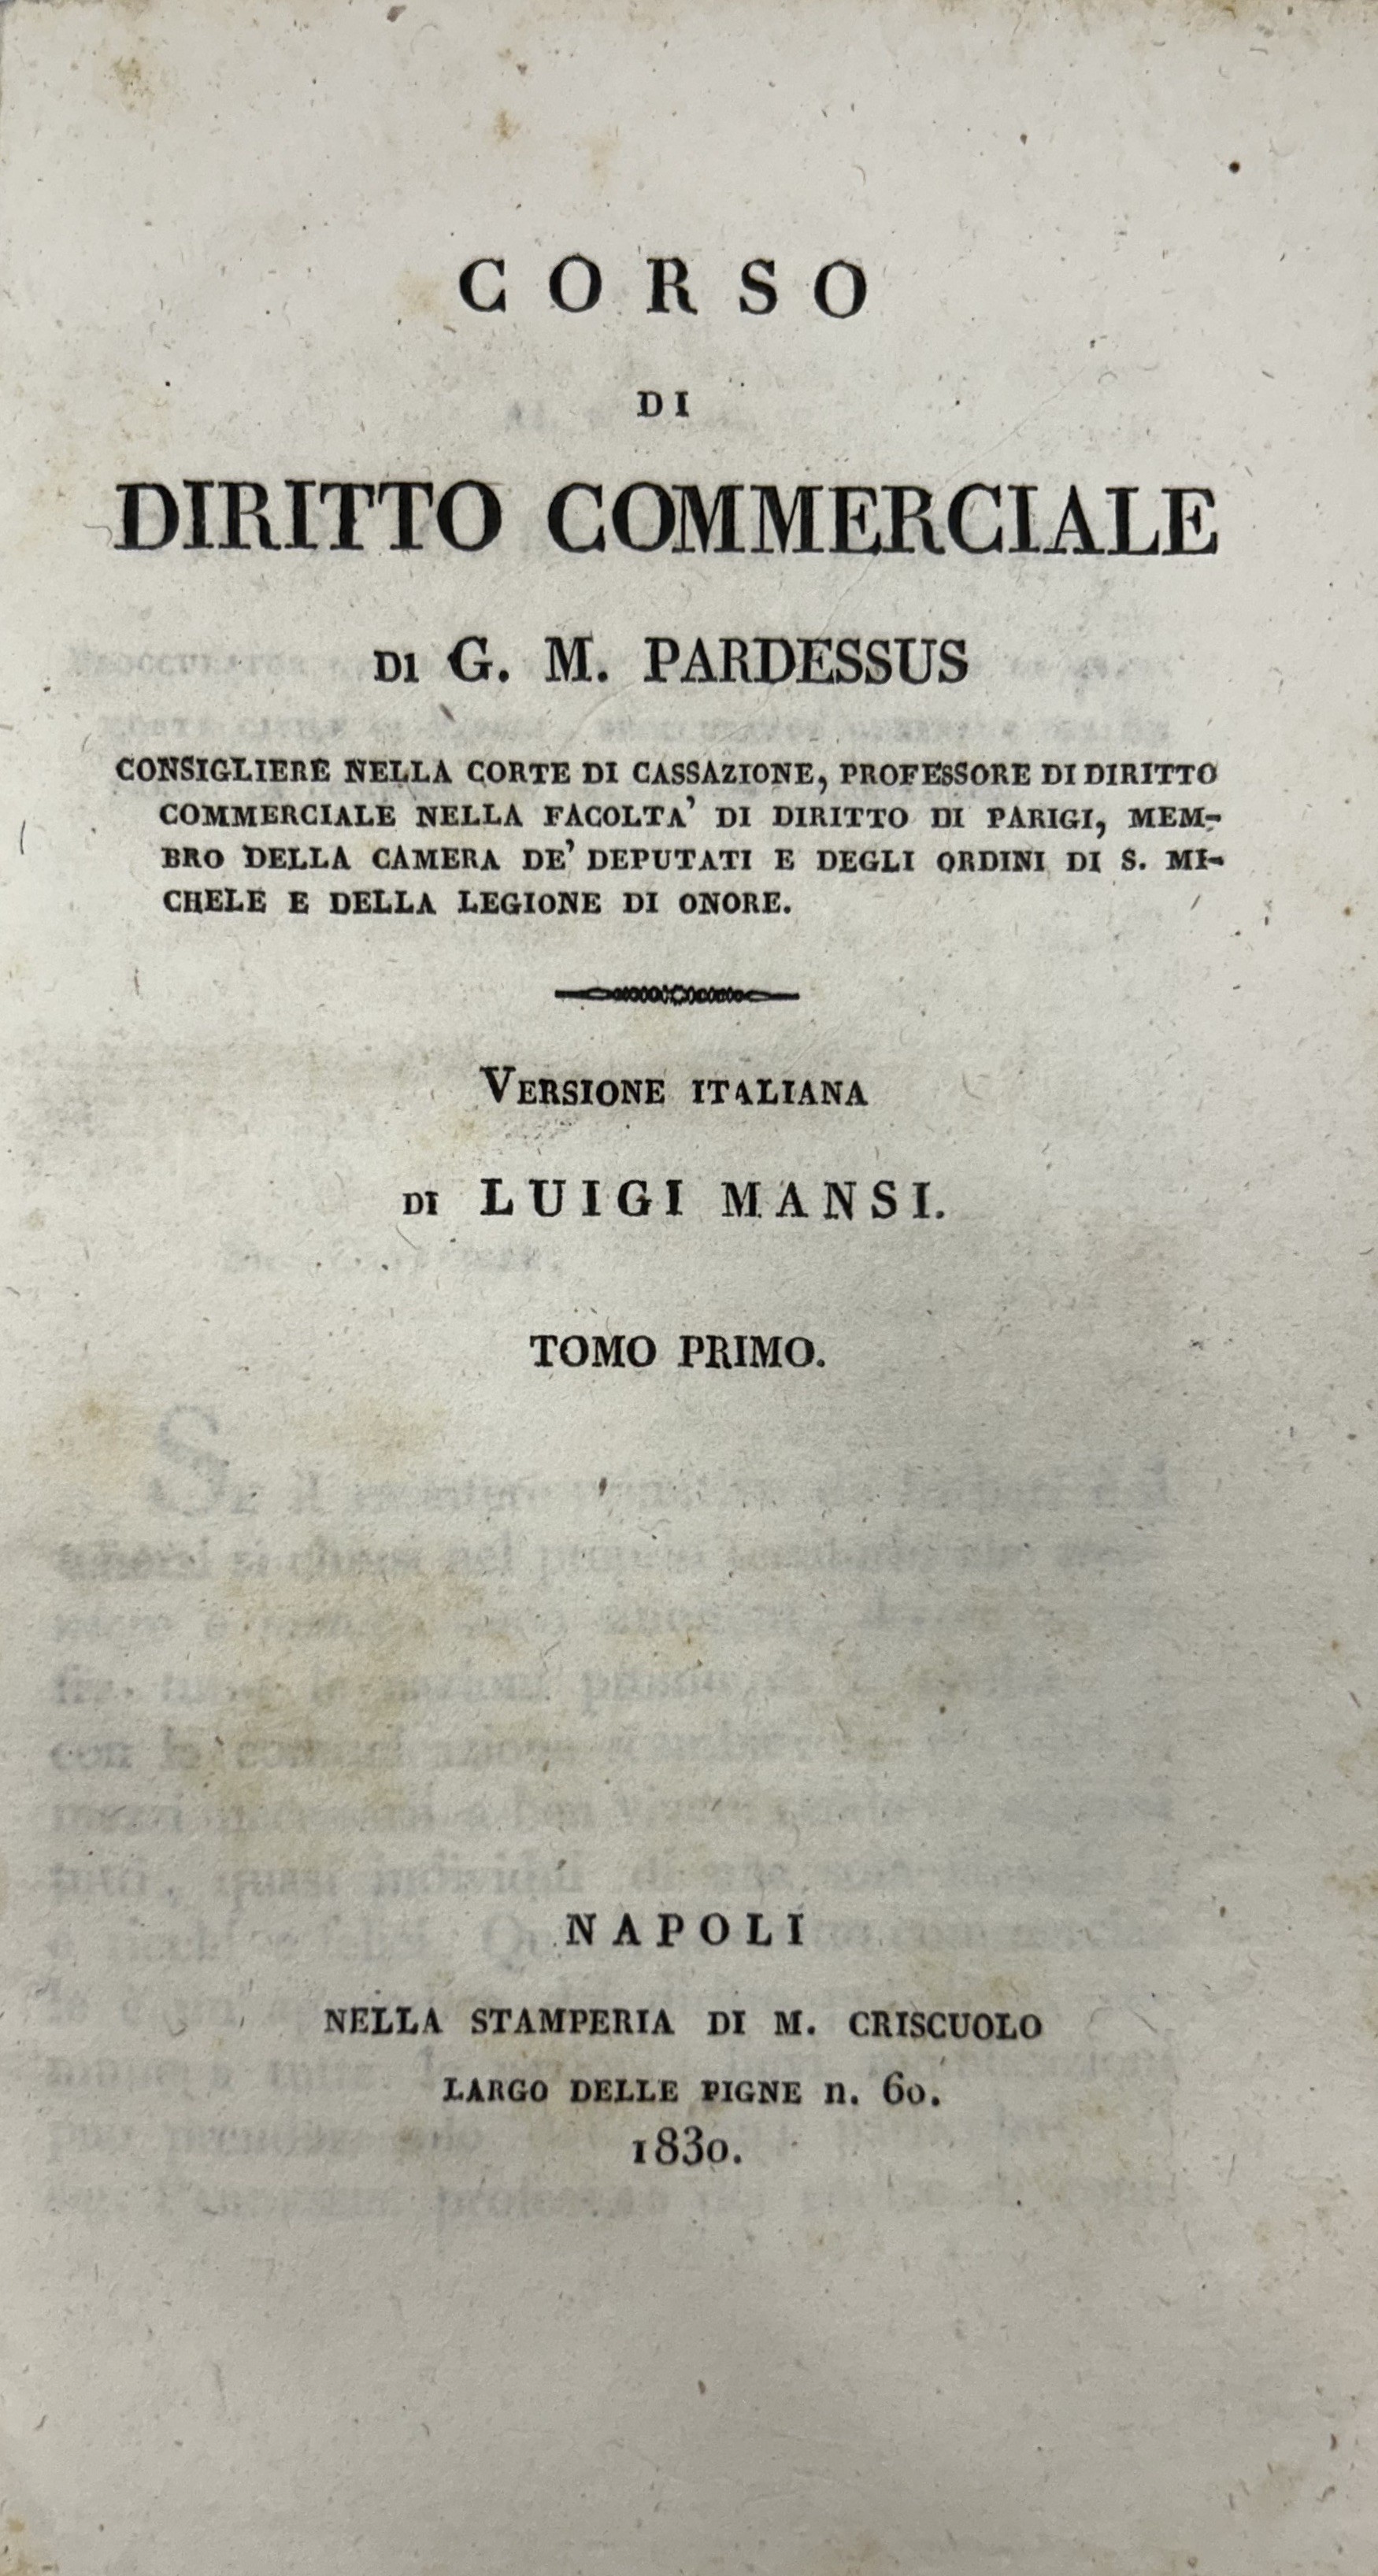 CORSO
DI
DIRITTO COMMERCIALE
DI G. M. PARDESSUS
CONSIGLIERE NELLA CORTE DI CASSAZIONE, PROFESSORE DI DIRITTO
COMMERCIALE NELLA FACOLTA' DI DIRITTO DI PARIGI, MEM-
BRO DELLA CAMERA DE' DEPUTATI E DEGLI ORDINI DI S. MI-
CHELE E DELLA LEGIONE DI ONORE.
VERSIONE ITALIANA
DI LUIGI MANSI.
TOMO PRIMO.
NAPOLI
NELLA STAMPERIA DI M. CRISCUOLO
LARGO DELLE PIGNE n. 60.
1830.